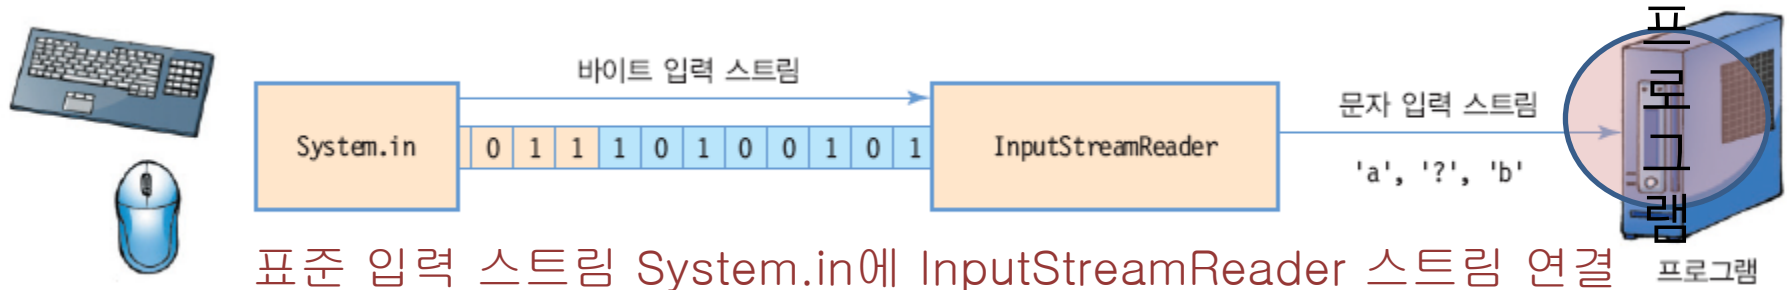 바이트 입력 스트림
System.in
0 1 1 1 0 1 0 0 1 0 1
InputStreamReader
문자 입력 스트림
'a', '?', 'b'
프로그램
표준 입력 스트림 System.in에 InputStreamReader 스트림 연결
프로그램